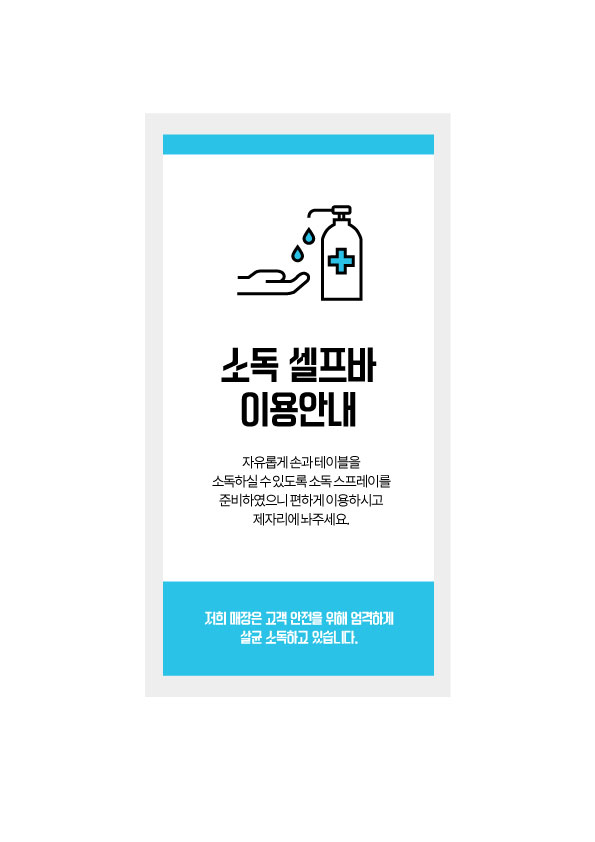 소독 셀프바
이용안내
자유롭게 손과 테이블을
소독하실 수 있도록 소독 스프레이를
준비하였으니 편하게 이용하시고
제자리에 놔주세요.
저희 매장은 고객 안전을 위해 엄격하게
살균 소독하고 있습니다.